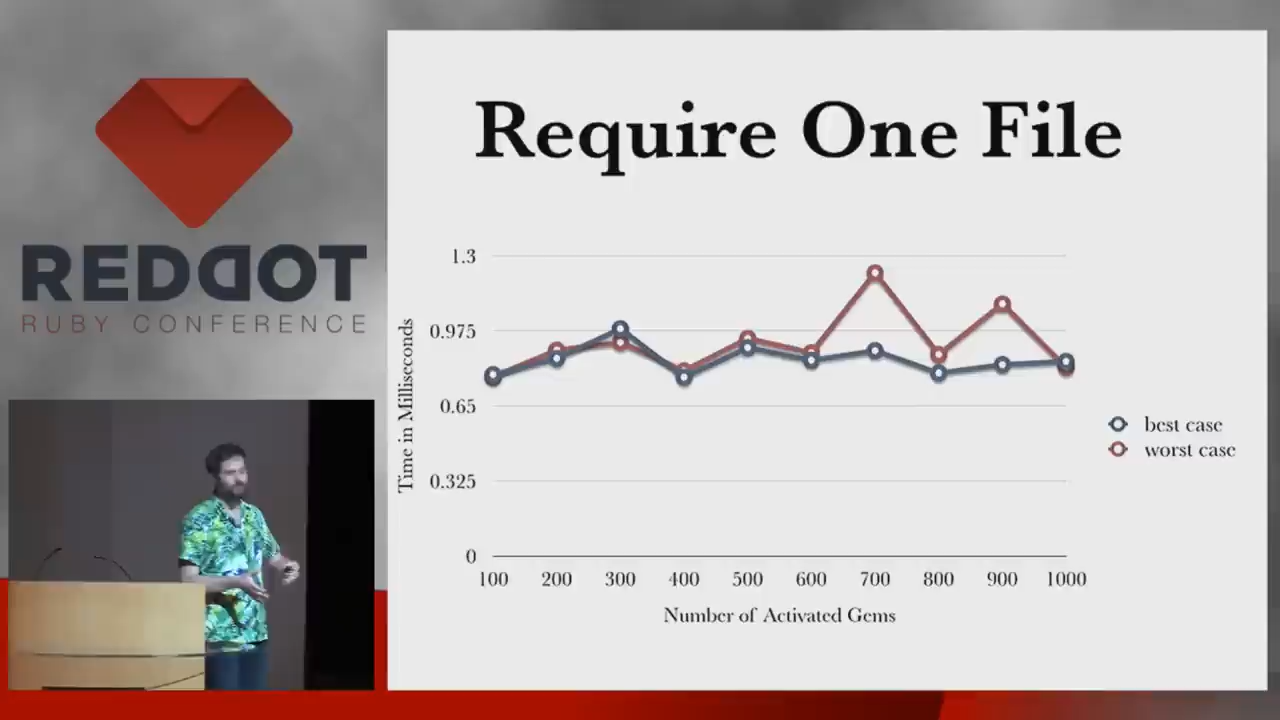 REDDOT
RUBY CONFERENCE
Require One File
1.3
0.975
0.65
0.325
0
Time in Milliseconds
100 200 300 400 500 600 700 800 900 1000
Number of Activated Gems
best case
worst case